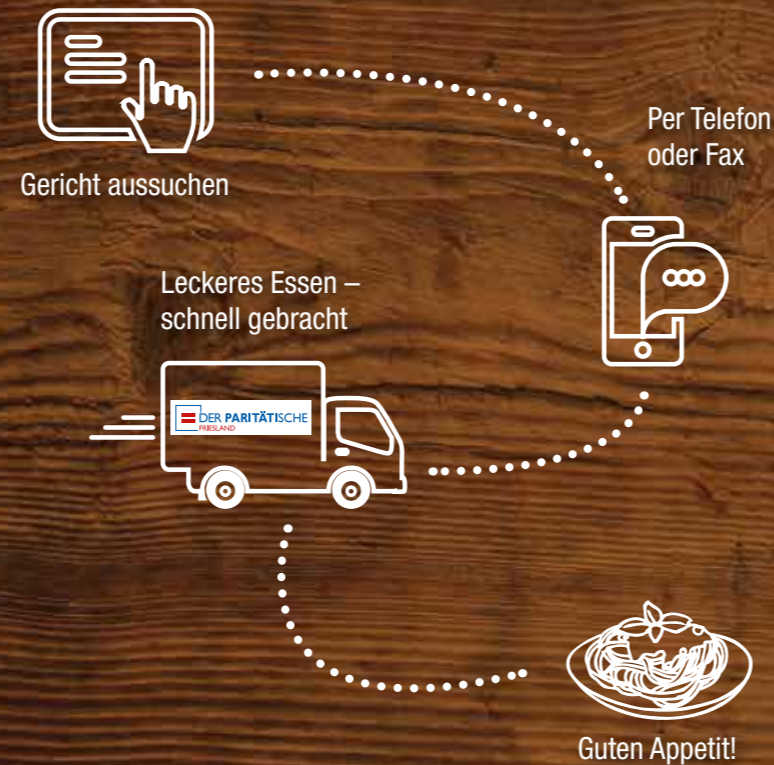 Gericht aussuchen
Per Telefon
oder Fax
Leckeres Essen –
schnell gebracht
DER PARITÄTISCHE
FRIESLAND
Guten Appetit!